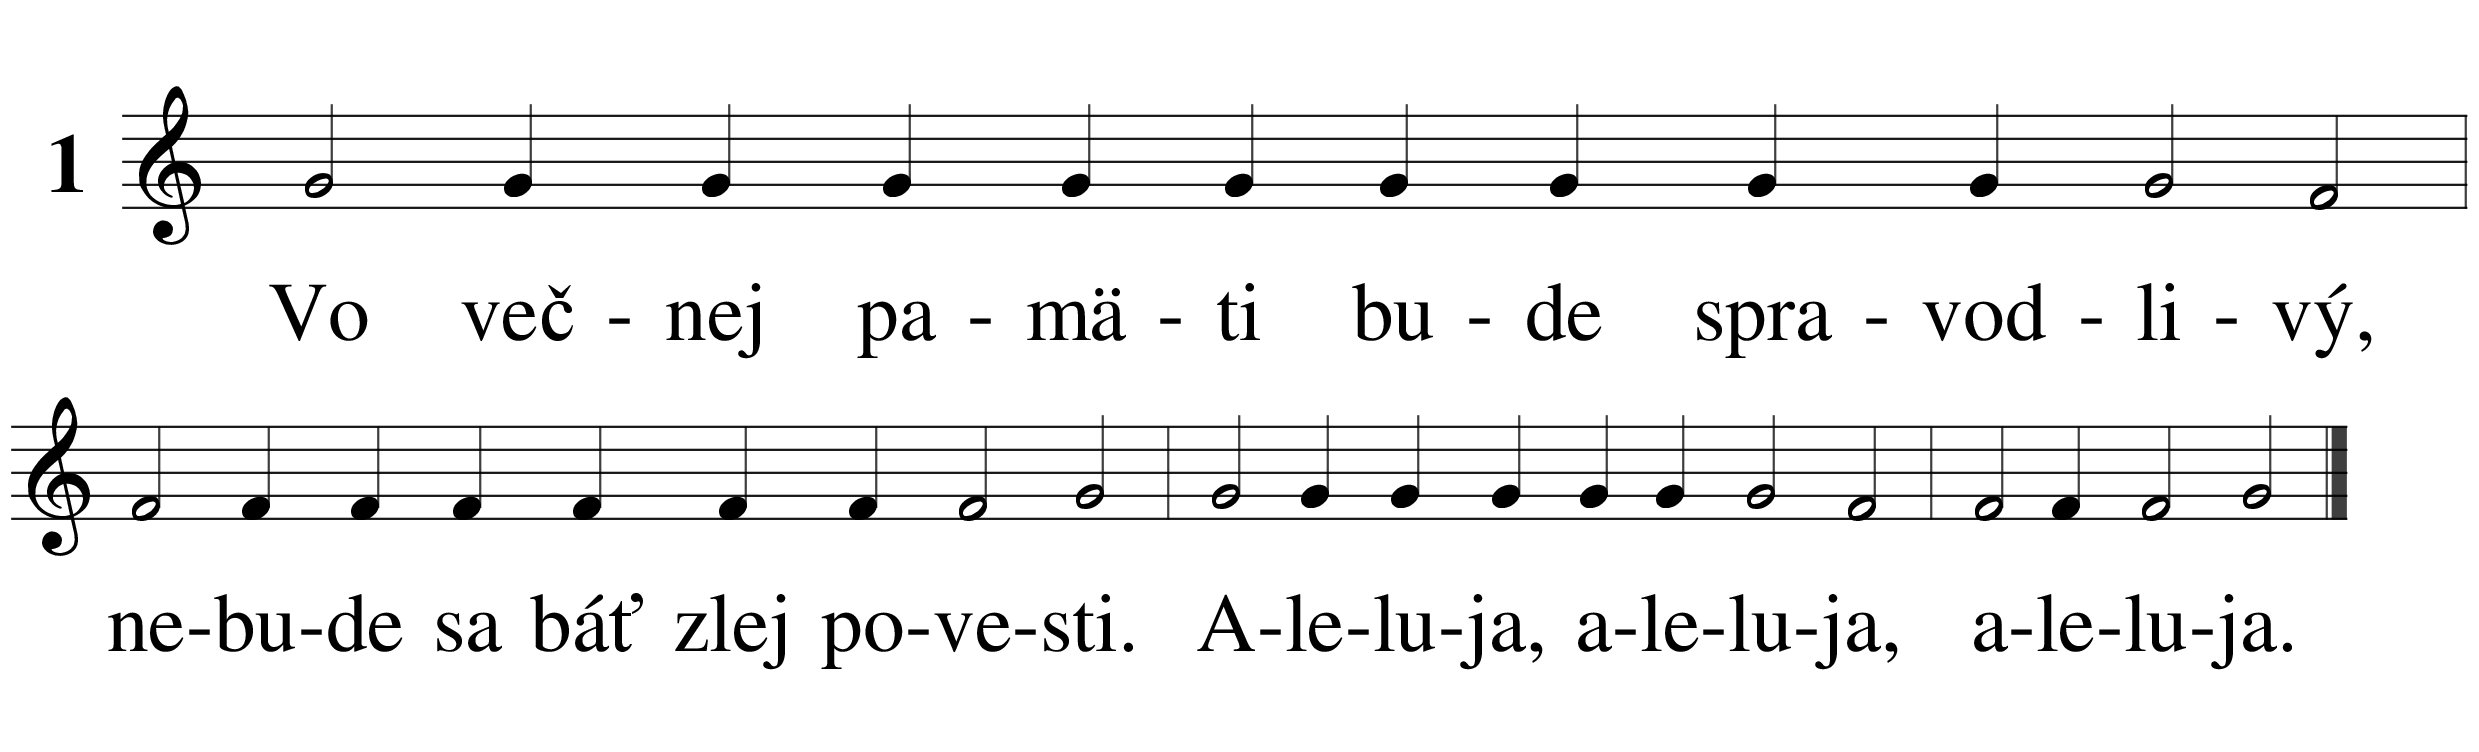 1
Vo več - nej pa - mä - ti bu - de spra - vod - li - vý,
ne-bu-de sa báť zlej po-ve-sti. A-le-lu-ja, a-le-lu-ja, a-le-lu-ja.